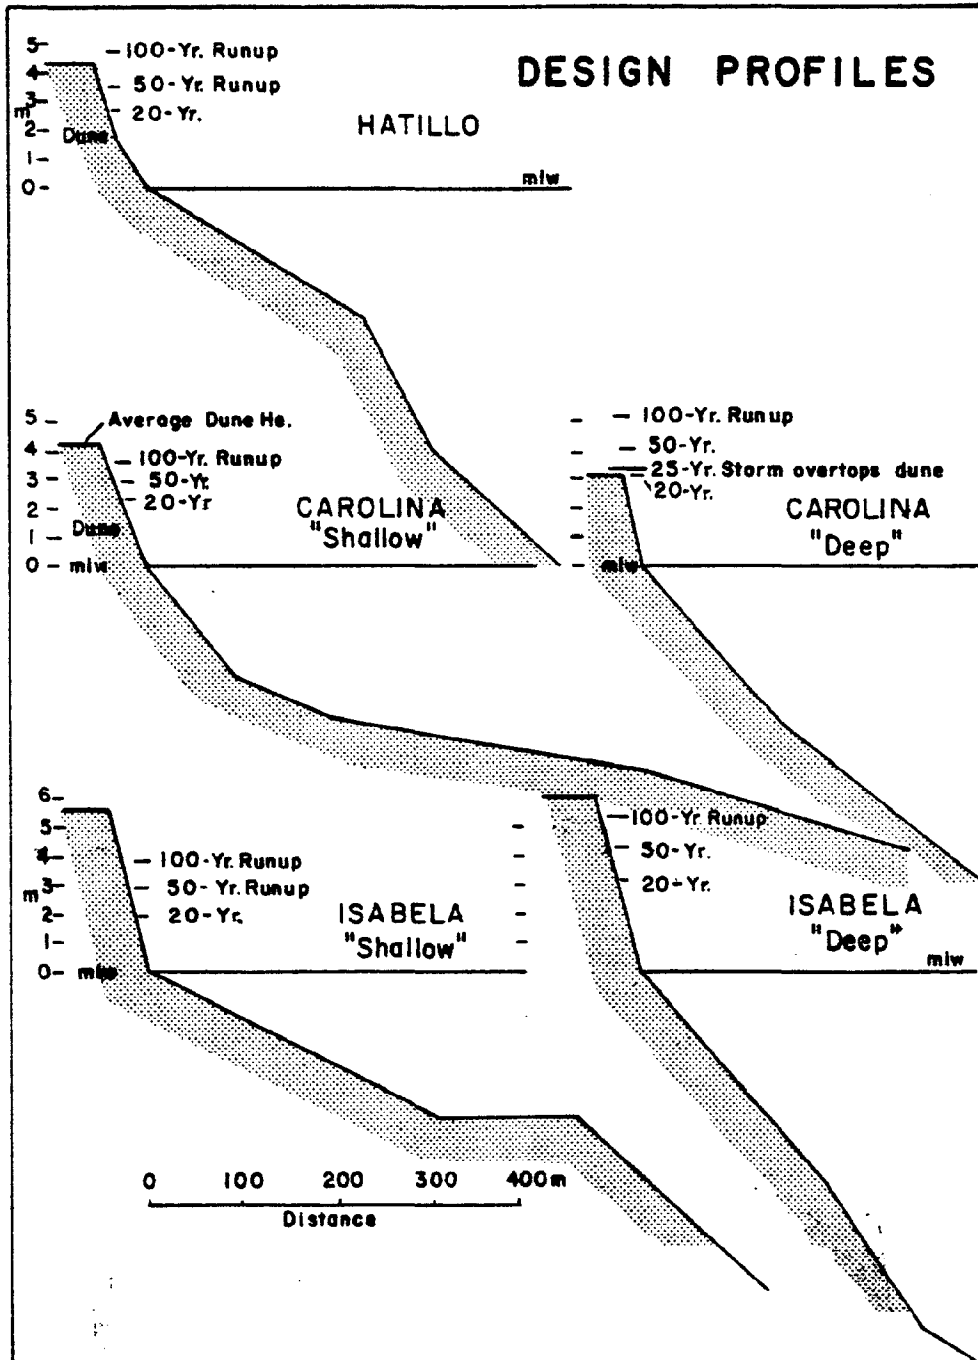 DESIGN PROFILES
5
4
3
m
2
1
0
100-Yr. Runup
50-Yr. Runup
20-Yr.
Dune
HATILLO
mlw
5
4
3
2
1
0
Average Dune He.
100-Yr. Runup
50-Yr.
20-Yr
Dune
mlw
CAROLINA
"Shallow"
100-Yr. Runup
50-Yr.
25-Yr. Storm overtops dune
20-Yr.
CAROLINA
"Deep"
mlw
6
5
4
3
m
2
1
0
100-Yr. Runup
50-Yr. Runup
20-Yr.
mlw
ISABELA
"Shallow"
100-Yr. Runup
50-Yr.
20-Yr.
ISABELA
"Deep"
mlw
0 100 200 300 400m
Distance